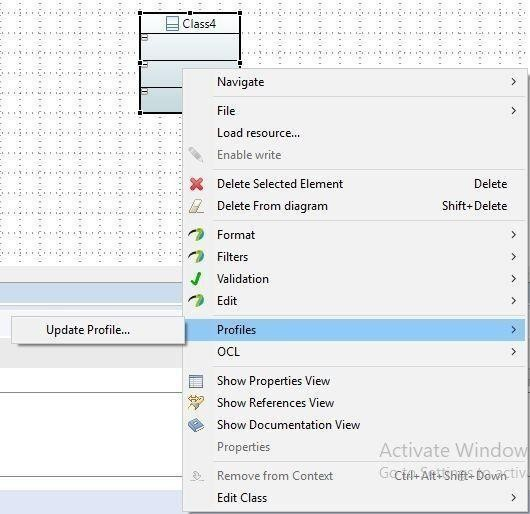 Class4
Navigate
File
Load resource...
Enable write
Delete Selected Element Delete
Delete From diagram Shift+Delete
Format
Filters
Validation
Edit
Update Profile...
Profiles
OCL
Show Properties View
Show References View
Show Documentation View
Properties
Activate Window
Remove from Context Ctrl+Alt+Shift+Down
Go to Settings to activ
Edit Class